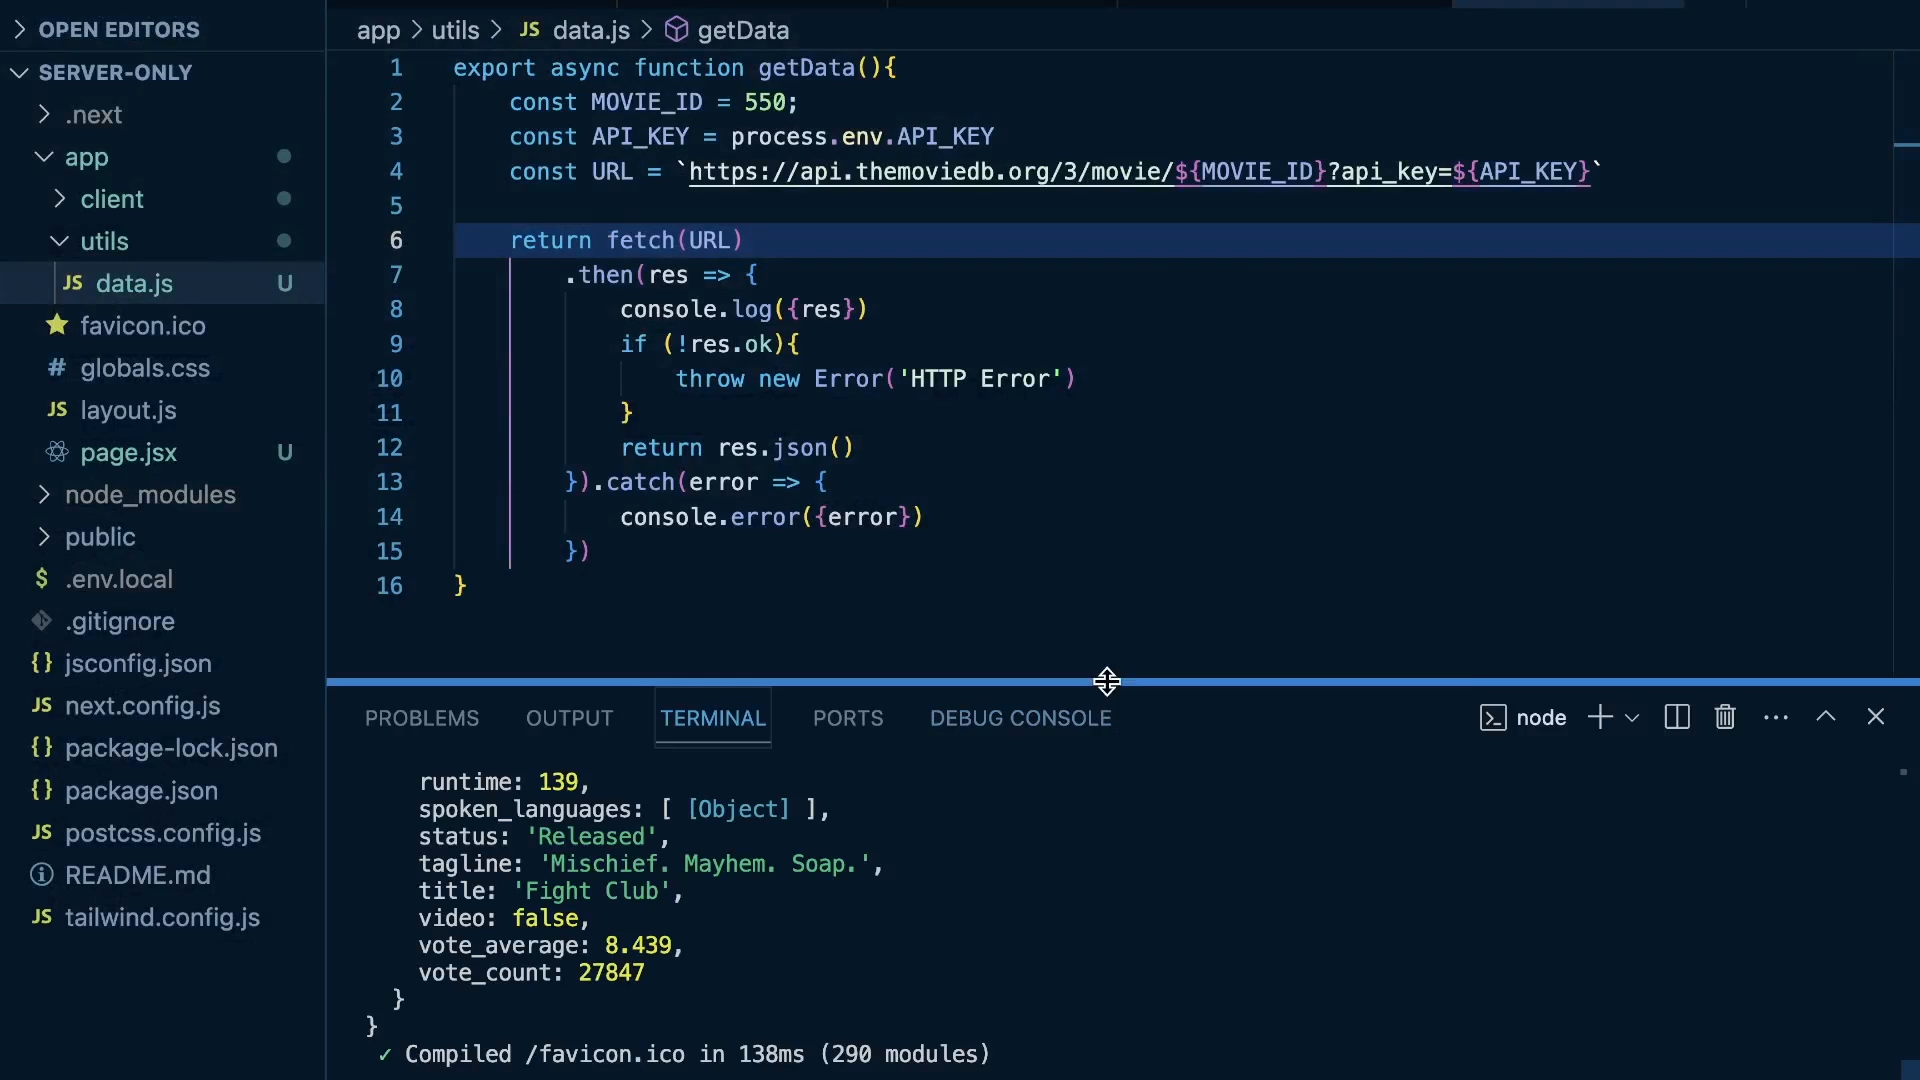 OPEN EDITORS
SERVER-ONLY
.next
app
client
utils
JS data.js U
favicon.ico
# globals.css
JS layout.js
page.jsx U
node_modules
public
$ .env.local
.gitignore
{} jsconfig.json
JS next.config.js
{} package-lock.json
{} package.json
JS postcss.config.js
README.md
JS tailwind.config.js
app > utils > JS data.js > getData
1 export async function getData(){
2 const MOVIE_ID = 550;
3 const API_KEY = process.env.API_KEY
4 const URL = `https://api.themoviedb.org/3/movie/${MOVIE_ID}?api_key=${API_KEY}`
5
6 return fetch(URL)
7 .then(res => {
8 console.log({res})
9 if (!res.ok){
10 throw new Error('HTTP Error')
11 }
12 return res.json()
13 }).catch(error => {
14 console.error({error})
15 })
16 }
PROBLEMS OUTPUT TERMINAL PORTS DEBUG CONSOLE node
runtime: 139,
spoken_languages: [ [Object] ],
status: 'Released',
tagline: 'Mischief. Mayhem. Soap.',
title: 'Fight Club',
video: false,
vote_average: 8.439,
vote_count: 27847
}
}
✓ Compiled /favicon.ico in 138ms (290 modules)